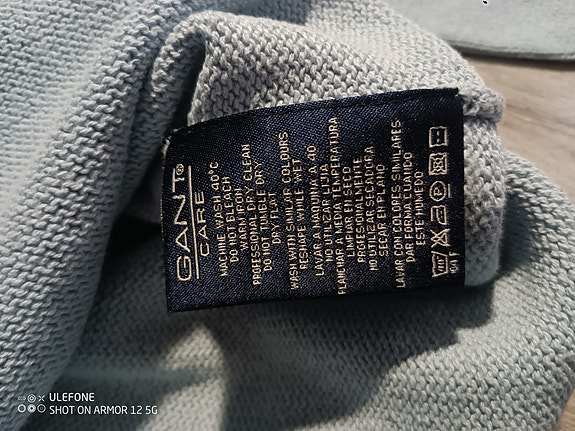 GANT®
CARE
MACHINE WASH 40°C
DO NOT BLEACH
WARM IRON
PROFESSIONAL DRY CLEAN
DO NOT TUMBLE DRY
DRY FLAT
WASH WITH SIMILAR COLOURS
RESHAPE WHILE WET
LAVAR A MAQUINA A 40
NO UTILIZAR LEJIA
PLANCHAR A MEDIA TEMPERATURA
LIMPIAR EN SECO
PROFESIONALMENTE
NO UTILIZAR SECADORA
SECAR EN PLANO
LAVAR CON COLORES SIMILARES
DAR FORMA CUANDO
ESTE HUMEDO
ULEFONE
SHOT ON ARMOR 12 5G